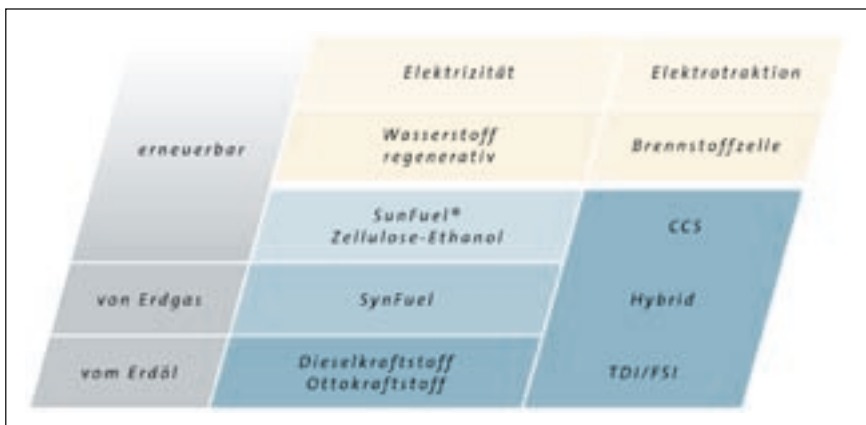 Elektrizität
Elektrotraktion
erneuerbar
Wasserstoff
regenerativ
Brennstoffzelle
SunFuel®
Zellulose-Ethanol
CCS
von Erdgas
SynFuel
Hybrid
vom Erdöl
Dieselkraftstoff
Ottokraftstoff
TDI/FSI